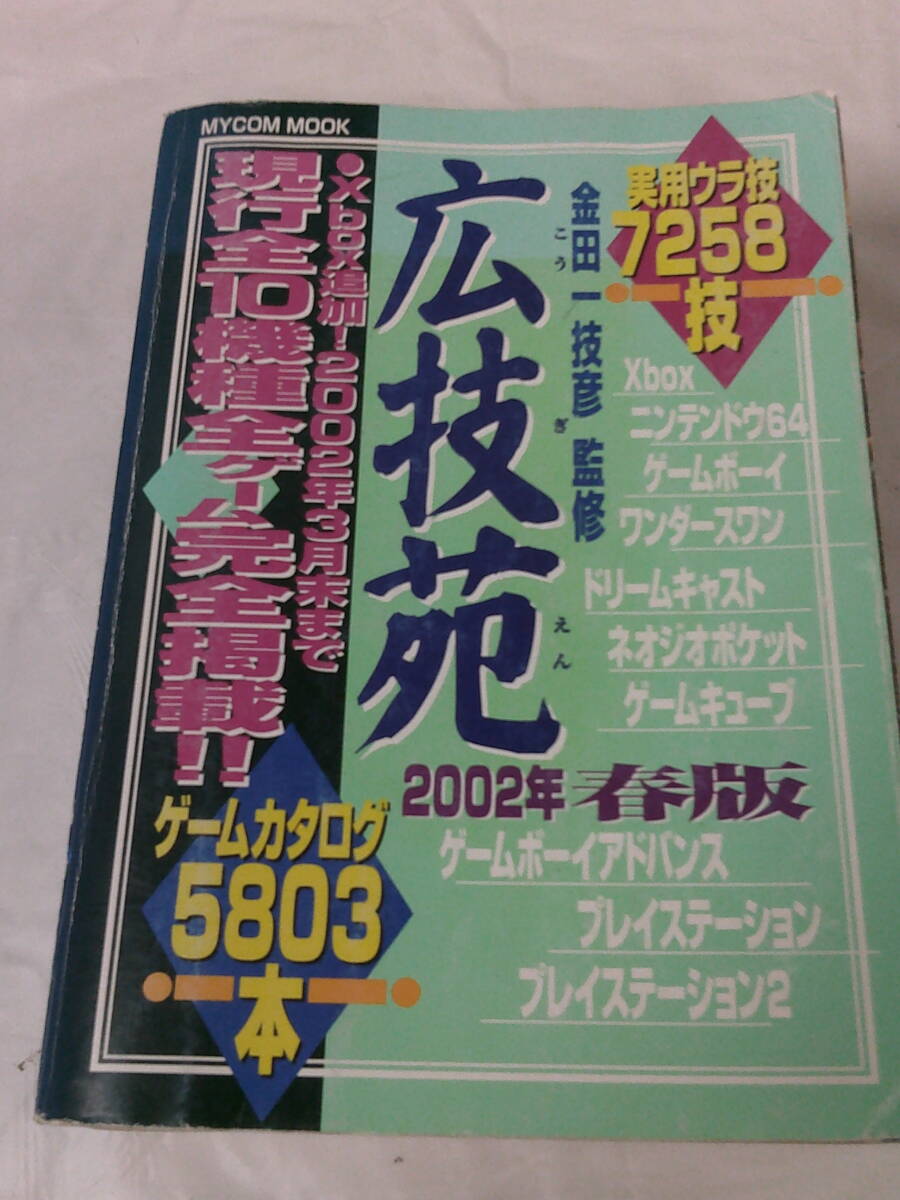 MYCOM MOOK
実用ウラ技
7258
技
金田一技彦 監修
広技苑
こう
ぎ
えん
●Xbox追加!2002年3月末まで
現行全10機種全ゲーム完全掲載!!
Xbox
ニンテンドウ64
ゲームボーイ
ワンダースワン
ドリームキャスト
ネオジオポケット
ゲームキューブ
2002年 春版
ゲームボーイアドバンス
プレイステーション
プレイステーション2
ゲームカタログ
5803
本